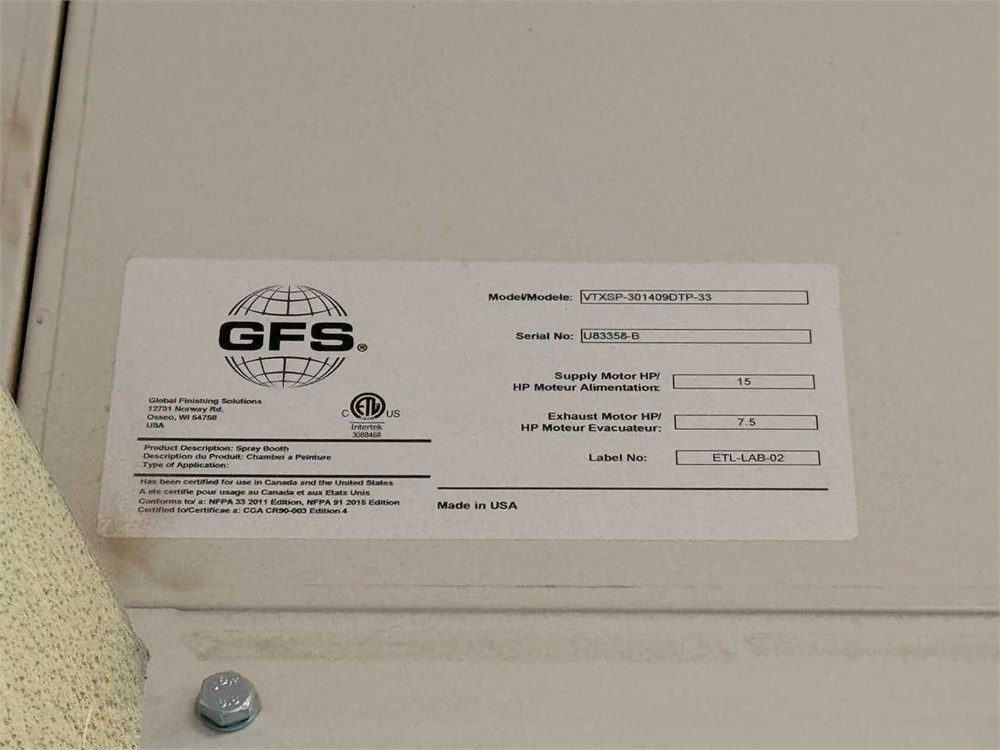 GFS®
Global Finishing Solutions
12731 Norway Rd.
Osseo, WI 54758
USA
C ETL US
Intertek
3088468
Product Description: Spray Booth
Description du Produit: Chambre a Peinture
Type of Application:
Has been certified for use in Canada and the United States
A ete certifie pour usage au Canada et aux Etats Unis
Conforms to/ a: NFPA 33 2011 Edition, NFPA 91 2015 Edition
Certified to/Certificae a: CGA CR90-003 Edition 4
Model/Modele: VTXSP-301409DTP-33
Serial No: U83358-B
Supply Motor HP/
HP Moteur Alimentation: 15
Exhaust Motor HP/
HP Moteur Evacuateur: 7.5
Label No: ETL-LAB-02
Made in USA